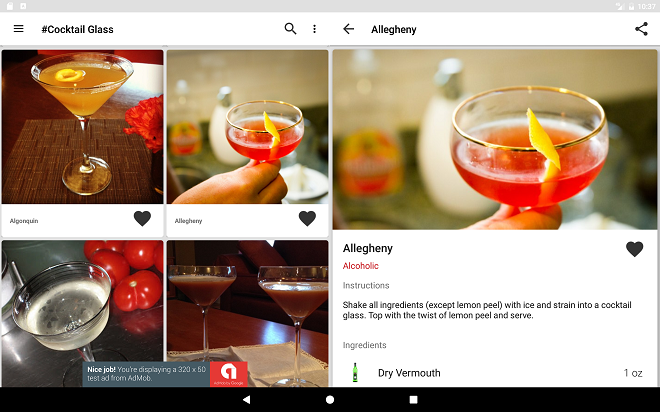 10:37
#Cocktail Glass
Allegheny
Algonquin
Allegheny
Nice job! You're displaying a 320 x 50
test ad from AdMob.
AdMob by Google
Allegheny
Alcoholic
Instructions
Shake all ingredients (except lemon peel) with ice and strain into a cocktail
glass. Top with the twist of lemon peel and serve.
Ingredients
Dry Vermouth 1 oz